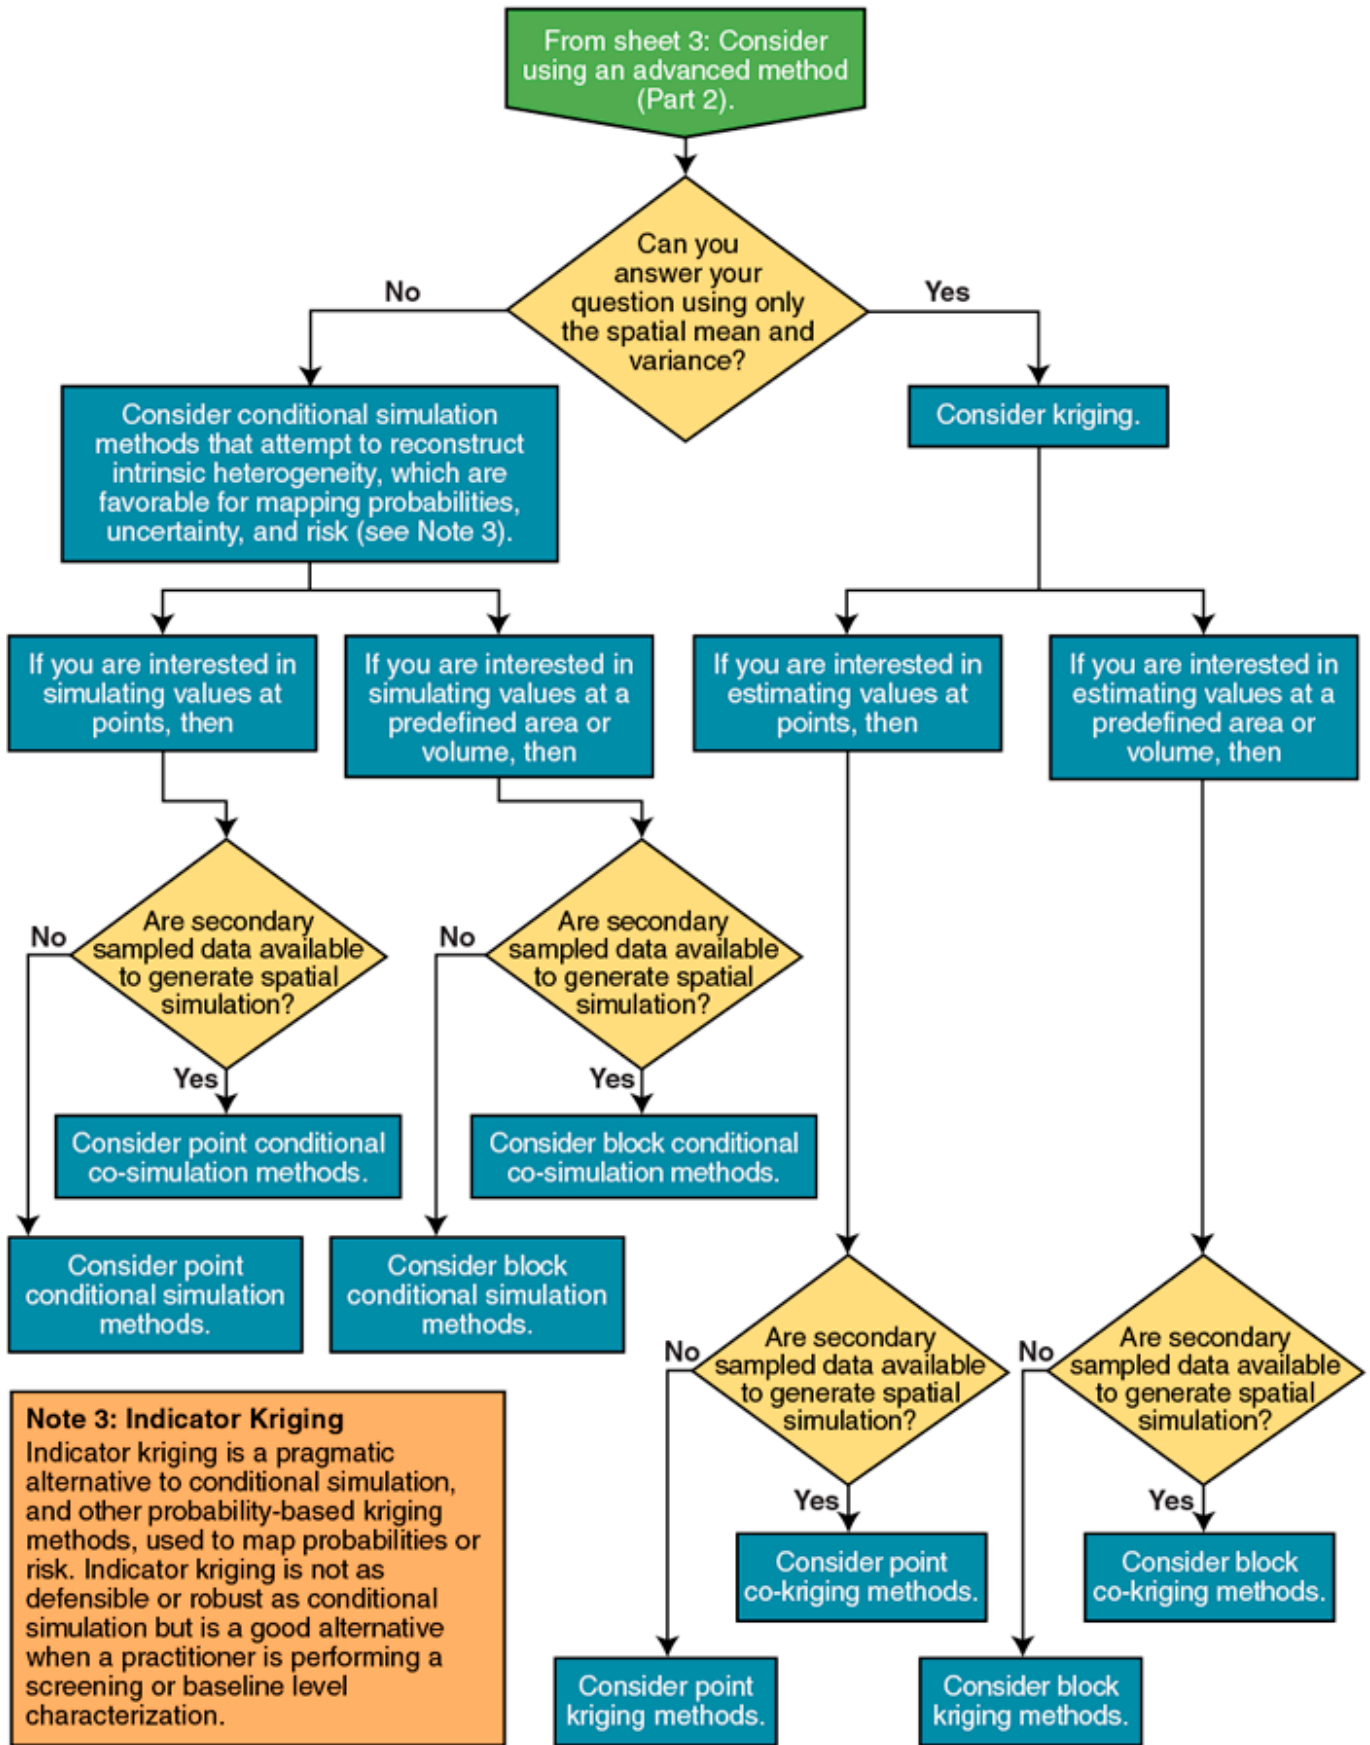 From sheet 3: Consider
using an advanced method
(Part 2).
Can you
answer your
question using only
the spatial mean and
variance?
No
Yes
Consider conditional simulation
methods that attempt to reconstruct
intrinsic heterogeneity, which are
favorable for mapping probabilities,
uncertainty, and risk (see Note 3).
Consider kriging.
If you are interested in
simulating values at
points, then
If you are interested in
simulating values at a
predefined area or
volume, then
If you are interested in
estimating values at
points, then
If you are interested in
estimating values at a
predefined area or
volume, then
Are secondary
sampled data available
to generate spatial
simulation?
No
Yes
Are secondary
sampled data available
to generate spatial
simulation?
No
Yes
Consider point conditional
co-simulation methods.
Consider block conditional
co-simulation methods.
Consider point
conditional simulation
methods.
Consider block
conditional simulation
methods.
Are secondary
sampled data available
to generate spatial
simulation?
No
Yes
Are secondary
sampled data available
to generate spatial
simulation?
No
Yes
Consider point
co-kriging methods.
Consider block
co-kriging methods.
Consider point
kriging methods.
Consider block
kriging methods.
Note 3: Indicator Kriging
Indicator kriging is a pragmatic
alternative to conditional simulation,
and other probability-based kriging
methods, used to map probabilities or
risk. Indicator kriging is not as
defensible or robust as conditional
simulation but is a good alternative
when a practitioner is performing a
screening or baseline level
characterization.